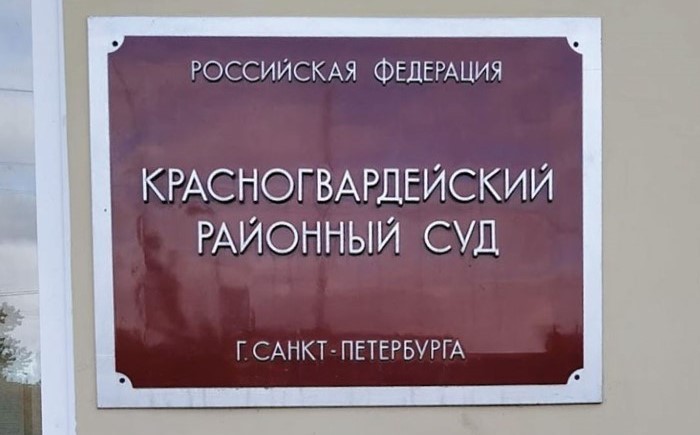 РОССИЙСКАЯ ФЕДЕРАЦИЯ
КРАСНОГВАРДЕЙСКИЙ
РАЙОННЫЙ СУД
Г. САНКТ-ПЕТЕРБУРГА